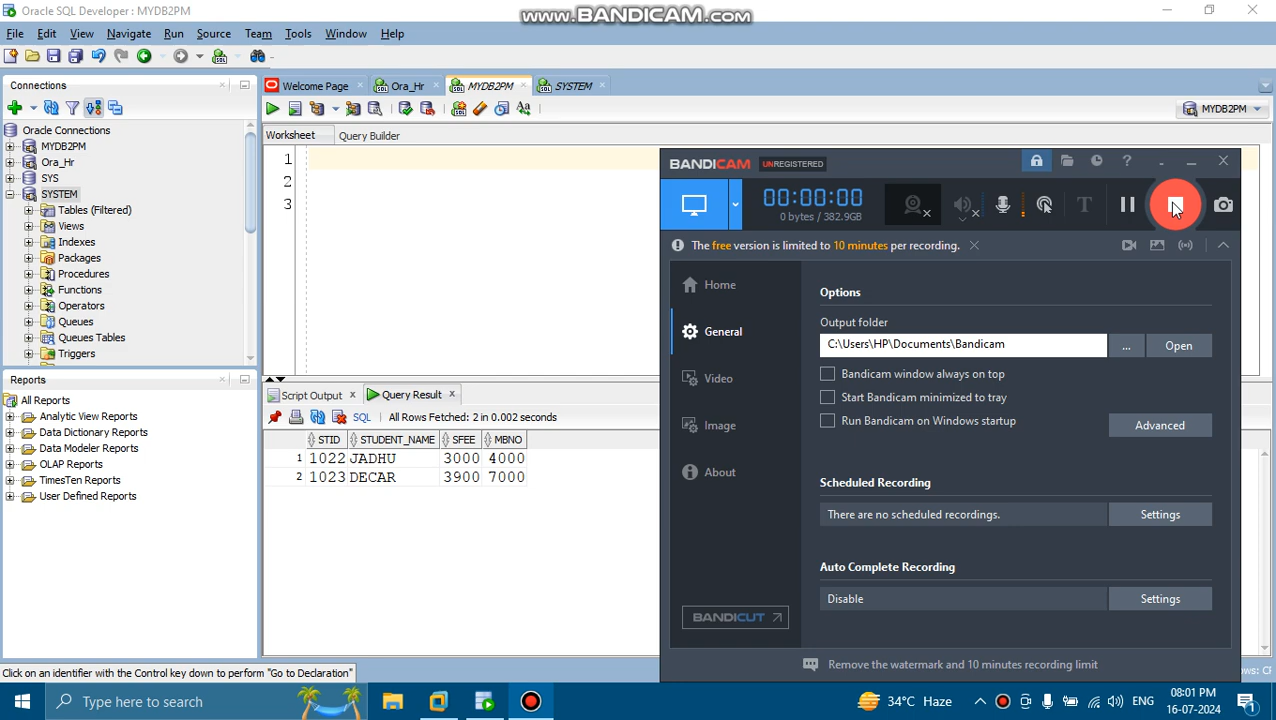 Oracle SQL Developer : MYDB2PM
www.BANDICAM.com
File Edit View Navigate Run Source Team Tools Window Help
Connections
Oracle Connections
MYDB2PM
Ora_Hr
SYS
SYSTEM
Tables (Filtered)
Views
Indexes
Packages
Procedures
Functions
Operators
Queues
Queues Tables
Triggers
Reports
All Reports
Analytic View Reports
Data Dictionary Reports
Data Modeler Reports
OLAP Reports
TimesTen Reports
User Defined Reports
Welcome Page Ora_Hr MYDB2PM SYSTEM
MYDB2PM
Worksheet Query Builder
1
2
3
Script Output Query Result
SQL All Rows Fetched: 2 in 0.002 seconds
STID STUDENT_NAME SFEE MBNO
1 1022 JADHU 3000 4000
2 1023 DECAR 3900 7000
BANDICAM UNREGISTERED
00:00:00
0 bytes / 382.9GB
The free version is limited to 10 minutes per recording.
Home
General
Video
Image
About
BANDICUT
Options
Output folder
C:\Users\HP\Documents\Bandicam ... Open
Bandicam window always on top
Start Bandicam minimized to tray
Run Bandicam on Windows startup
Advanced
Scheduled Recording
There are no scheduled recordings. Settings
Auto Complete Recording
Disable Settings
Remove the watermark and 10 minutes recording limit
Click on an identifier with the Control key down to perform "Go to Declaration"
Type here to search
34°C Haze
ENG
08:01 PM
16-07-2024
1